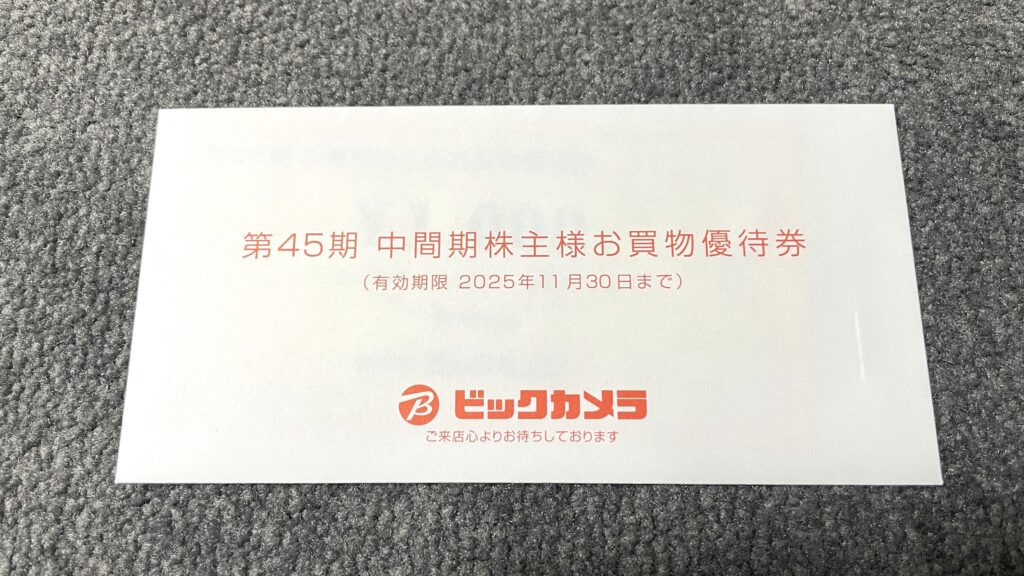 第45期 中間期株主様お買物優待券
（有効期限 2025年11月30日まで）
B ビックカメラ
ご来店心よりお待ちしております